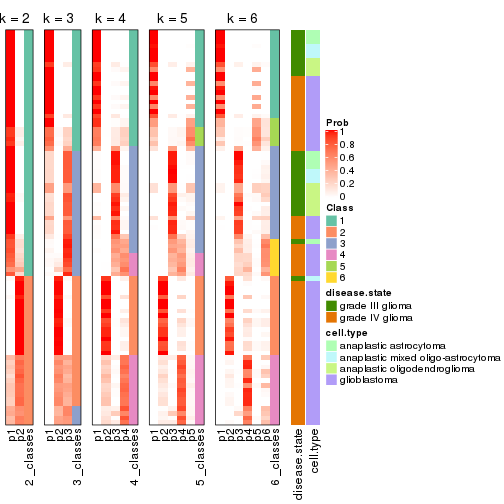 k = 2 k = 3 k = 4 k = 5 k = 6
Prob
1
0.8
0.6
0.4
0.2
0
Class
1
2
3
4
5
6
disease.state
grade III glioma
grade IV glioma
cell.type
anaplastic astrocytoma
anaplastic mixed oligo-astrocytoma
anaplastic oligodendroglioma
glioblastoma
p1
p2
2_classes
p1
p2
p3
3_classes
p1
p2
p3
p4
4_classes
p1
p2
p3
p4
p5
5_classes
p1
p2
p3
p4
p5
p6
6_classes
disease.state
cell.type